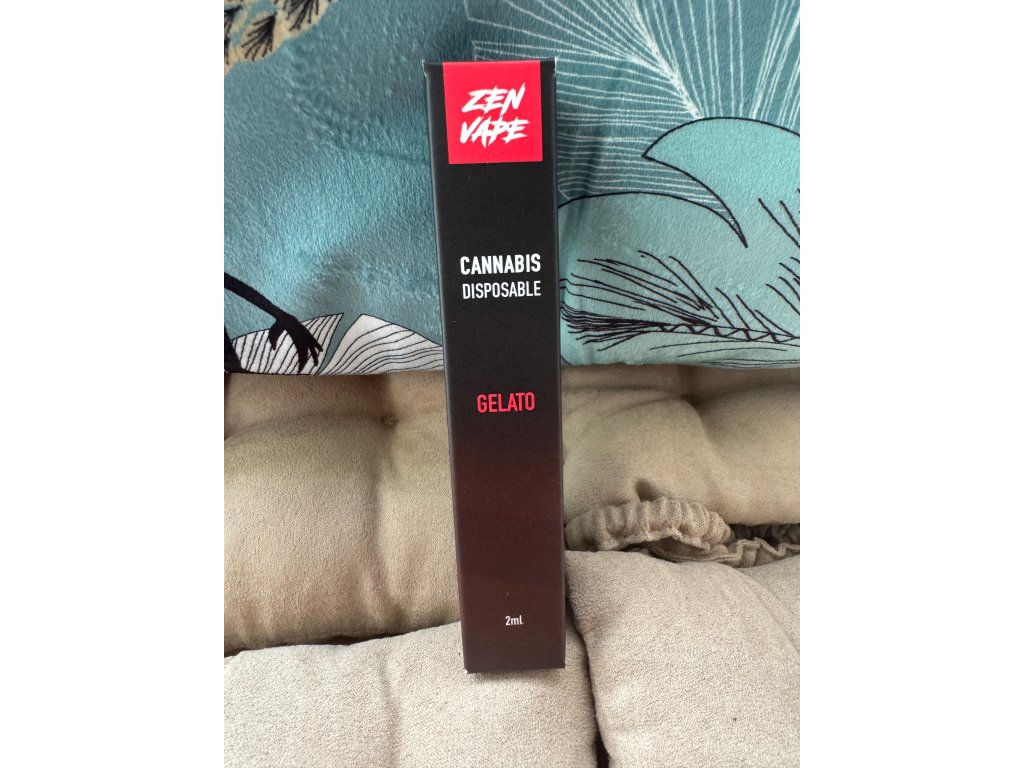 ZEN
VAPE
CANNABIS
DISPOSABLE
GELATO
2ml